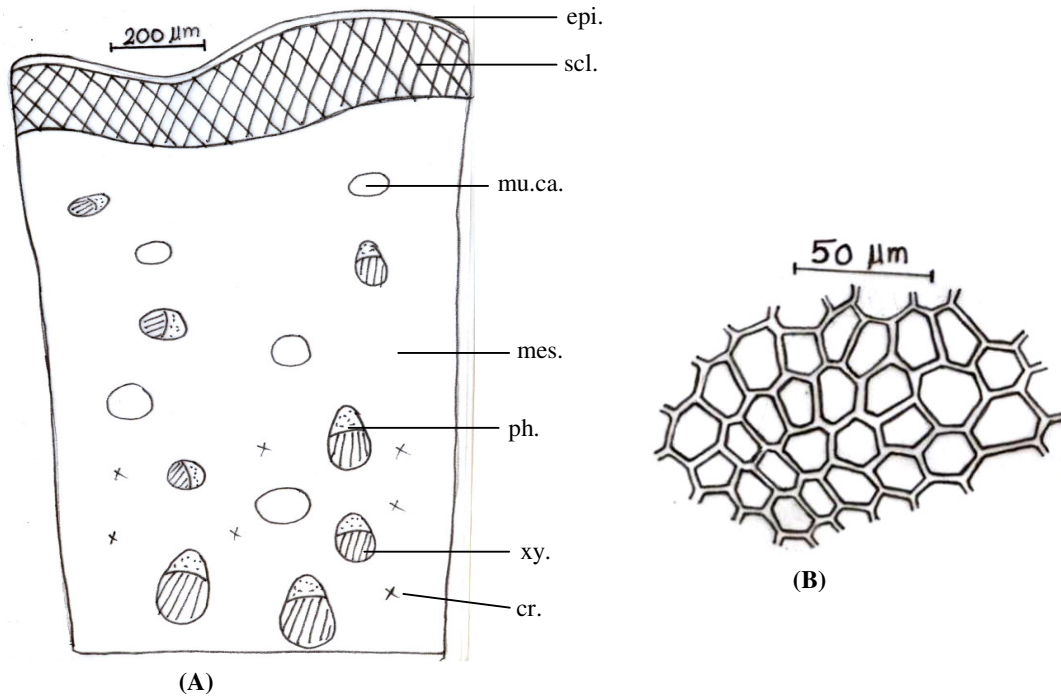 200 µm
epi.
scl.
mu.ca.
mes.
ph.
xy.
cr.
(A)
50 µm
(B)